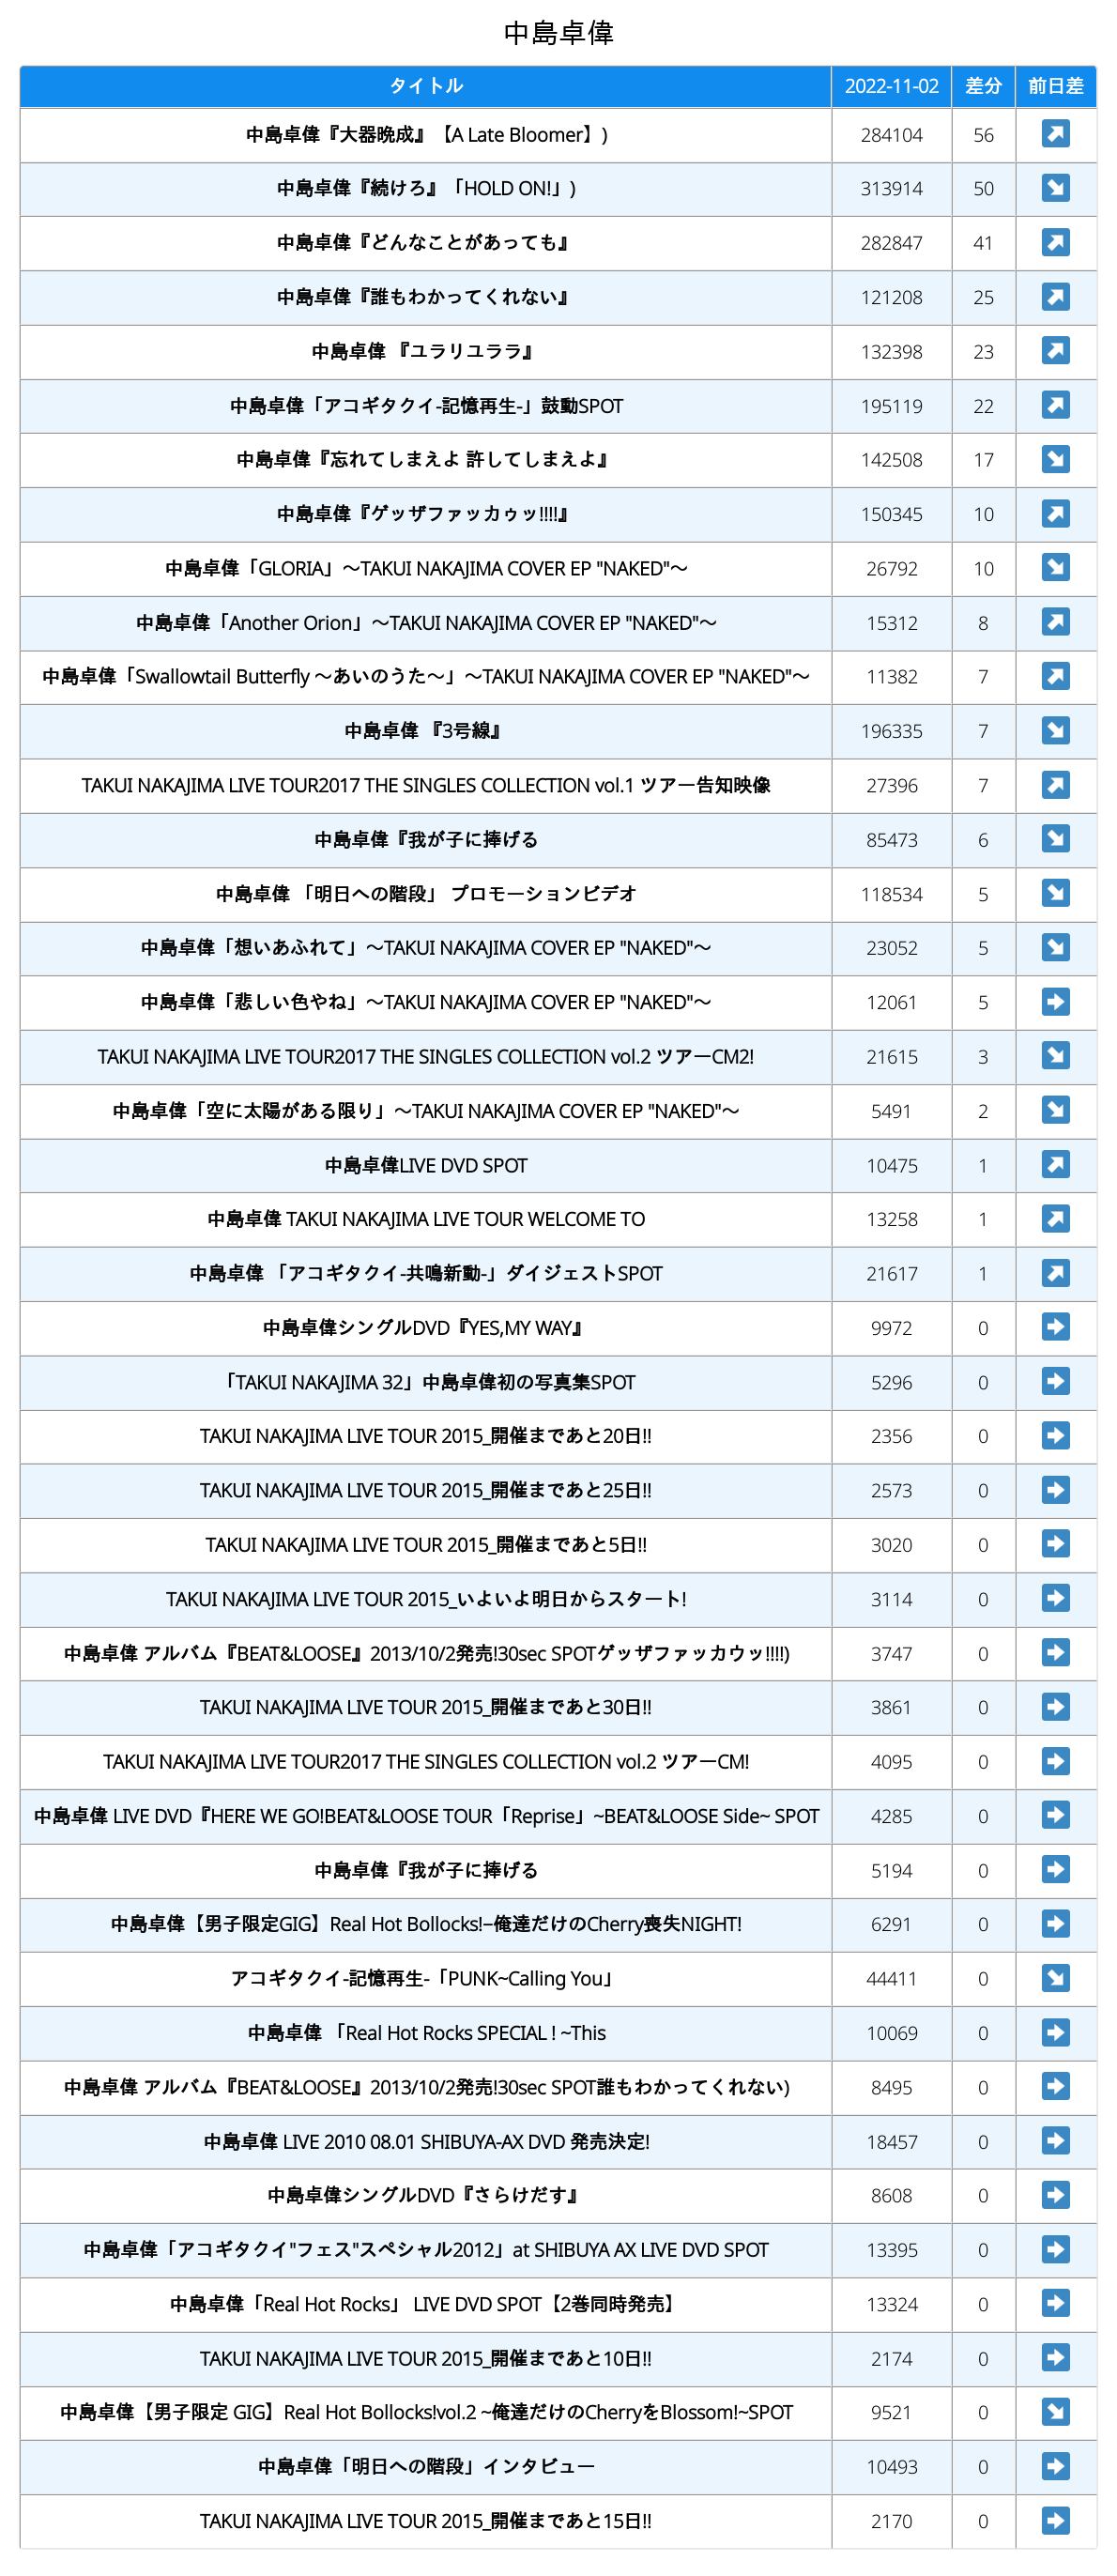 中島卓偉
タイトル 2022-11-02 差分 前日差
中島卓偉『大器晩成』【A Late Bloomer】) 284104 56 ↗
中島卓偉『続けろ』「HOLD ON!」) 313914 50 ↘
中島卓偉『どんなことがあっても』 282847 41 ↗
中島卓偉『誰もわかってくれない』 121208 25 ↗
中島卓偉 『ユラリユララ』 132398 23 ↗
中島卓偉「アコギタクイ-記憶再生-」鼓動SPOT 195119 22 ↗
中島卓偉『忘れてしまえよ 許してしまえよ』 142508 17 ↘
中島卓偉『ゲッザファッカゥッ!!!!』 150345 10 ↗
中島卓偉「GLORIA」～TAKUI NAKAJIMA COVER EP "NAKED"～ 26792 10 ↘
中島卓偉「Another Orion」～TAKUI NAKAJIMA COVER EP "NAKED"～ 15312 8 ↗
中島卓偉「Swallowtail Butterfly ～あいのうた～」～TAKUI NAKAJIMA COVER EP "NAKED"～ 11382 7 ↗
中島卓偉 『3号線』 196335 7 ↘
TAKUI NAKAJIMA LIVE TOUR2017 THE SINGLES COLLECTION vol.1 ツアー告知映像 27396 7 ↗
中島卓偉『我が子に捧げる 85473 6 ↘
中島卓偉 「明日への階段」 プロモーションビデオ 118534 5 ↘
中島卓偉「想いあふれて」～TAKUI NAKAJIMA COVER EP "NAKED"～ 23052 5 ↘
中島卓偉「悲しい色やね」～TAKUI NAKAJIMA COVER EP "NAKED"～ 12061 5 ➡
TAKUI NAKAJIMA LIVE TOUR2017 THE SINGLES COLLECTION vol.2 ツアーCM2! 21615 3 ↘
中島卓偉「空に太陽がある限り」～TAKUI NAKAJIMA COVER EP "NAKED"～ 5491 2 ↘
中島卓偉LIVE DVD SPOT 10475 1 ↗
中島卓偉 TAKUI NAKAJIMA LIVE TOUR WELCOME TO 13258 1 ↗
中島卓偉 「アコギタクイ-共鳴新動-」ダイジェストSPOT 21617 1 ↗
中島卓偉シングルDVD『YES,MY WAY』 9972 0 ➡
「TAKUI NAKAJIMA 32」中島卓偉初の写真集SPOT 5296 0 ➡
TAKUI NAKAJIMA LIVE TOUR 2015_開催まであと20日!! 2356 0 ➡
TAKUI NAKAJIMA LIVE TOUR 2015_開催まであと25日!! 2573 0 ➡
TAKUI NAKAJIMA LIVE TOUR 2015_開催まであと5日!! 3020 0 ➡
TAKUI NAKAJIMA LIVE TOUR 2015_いよいよ明日からスタート! 3114 0 ➡
中島卓偉 アルバム『BEAT&LOOSE』2013/10/2発売!30sec SPOTゲッザファッカウッ!!!!) 3747 0 ➡
TAKUI NAKAJIMA LIVE TOUR 2015_開催まであと30日!! 3861 0 ➡
TAKUI NAKAJIMA LIVE TOUR2017 THE SINGLES COLLECTION vol.2 ツアーCM! 4095 0 ➡
中島卓偉 LIVE DVD『HERE WE GO!BEAT&LOOSE TOUR「Reprise」~BEAT&LOOSE Side~ SPOT 4285 0 ➡
中島卓偉『我が子に捧げる 5194 0 ➡
中島卓偉【男子限定GIG】Real Hot Bollocks!−俺達だけのCherry喪失NIGHT! 6291 0 ➡
アコギタクイ-記憶再生-「PUNK~Calling You」 44411 0 ↘
中島卓偉 「Real Hot Rocks SPECIAL ! ~This 10069 0 ➡
中島卓偉 アルバム『BEAT&LOOSE』2013/10/2発売!30sec SPOT誰もわかってくれない) 8495 0 ➡
中島卓偉 LIVE 2010 08.01 SHIBUYA-AX DVD 発売決定! 18457 0 ➡
中島卓偉シングルDVD『さらけだす』 8608 0 ➡
中島卓偉「アコギタクイ"フェス"スペシャル2012」at SHIBUYA AX LIVE DVD SPOT 13395 0 ➡
中島卓偉「Real Hot Rocks」 LIVE DVD SPOT【2巻同時発売】 13324 0 ➡
TAKUI NAKAJIMA LIVE TOUR 2015_開催まであと10日!! 2174 0 ➡
中島卓偉【男子限定 GIG】Real Hot Bollocks!vol.2 ~俺達だけのCherryをBlossom!~SPOT 9521 0 ↘
中島卓偉「明日への階段」インタビュー 10493 0 ➡
TAKUI NAKAJIMA LIVE TOUR 2015_開催まであと15日!! 2170 0 ➡